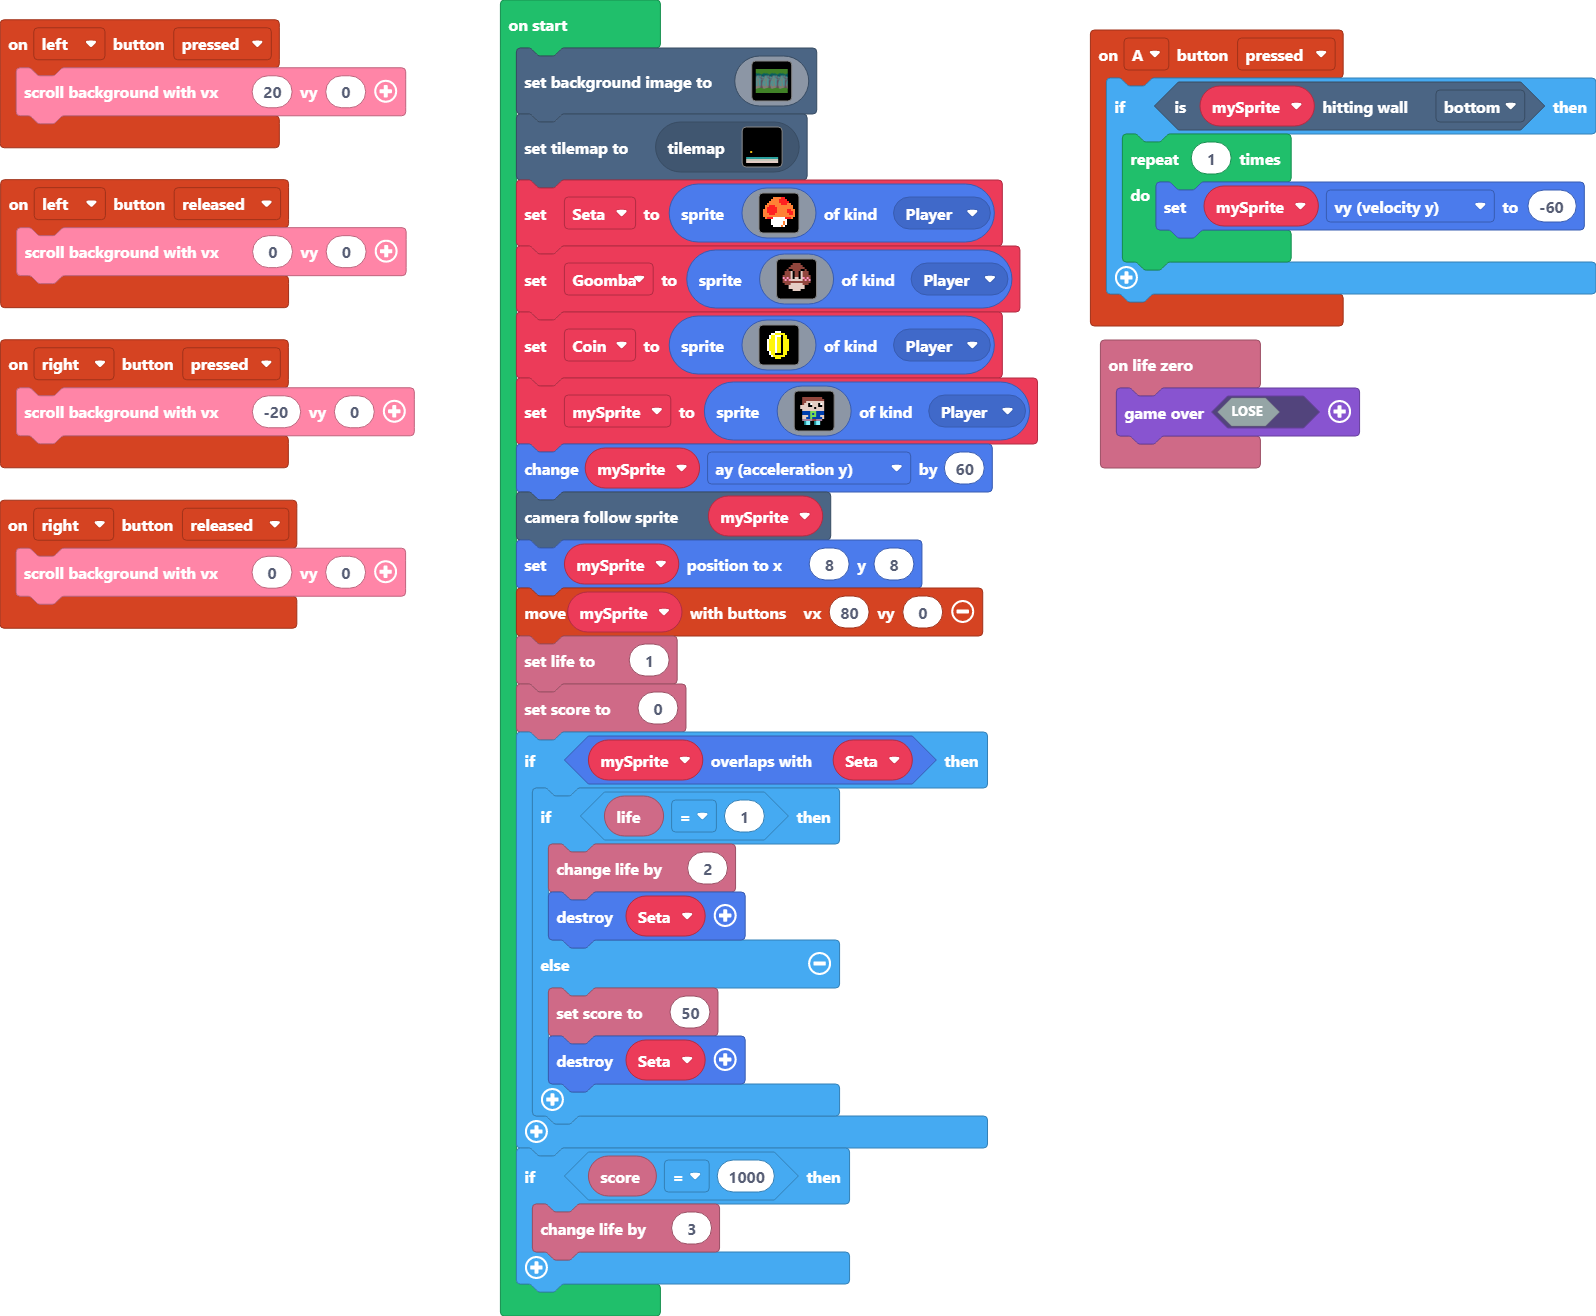 on left button pressed
scroll background with vx 20 vy 0
on left button released
scroll background with vx 0 vy 0
on right button pressed
scroll background with vx -20 vy 0
on right button released
scroll background with vx 0 vy 0
on start
set background image to
set tilemap to tilemap
set Seta to sprite of kind Player
set Goomba to sprite of kind Player
set Coin to sprite of kind Player
set mySprite to sprite of kind Player
change mySprite ay (acceleration y) by 60
camera follow sprite mySprite
set mySprite position to x 8 y 8
move mySprite with buttons vx 80 vy 0
set life to 1
set score to 0
if mySprite overlaps with Seta then
if life = 1 then
change life by 2
destroy Seta
else
set score to 50
destroy Seta
if score = 1000 then
change life by 3
on A button pressed
if is mySprite hitting wall bottom then
repeat 1 times
do set mySprite vy (velocity y) to -60
on life zero
game over LOSE